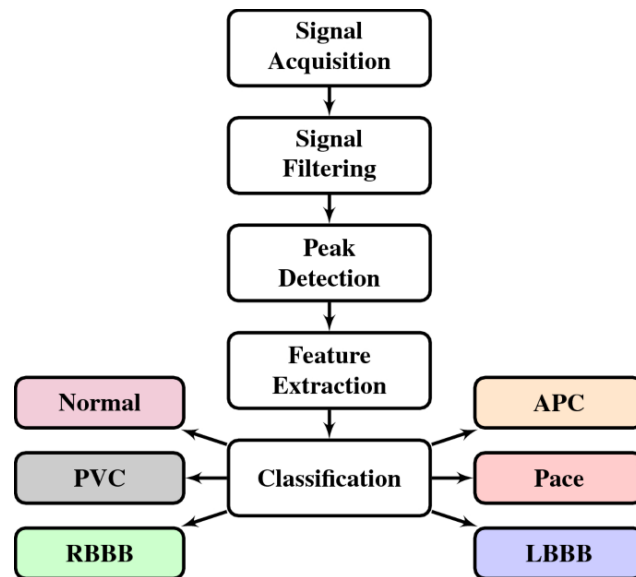 Signal
Acquisition
Signal
Filtering
Peak
Detection
Feature
Extraction
Normal
APC
PVC
Classification
Pace
RBBB
LBBB